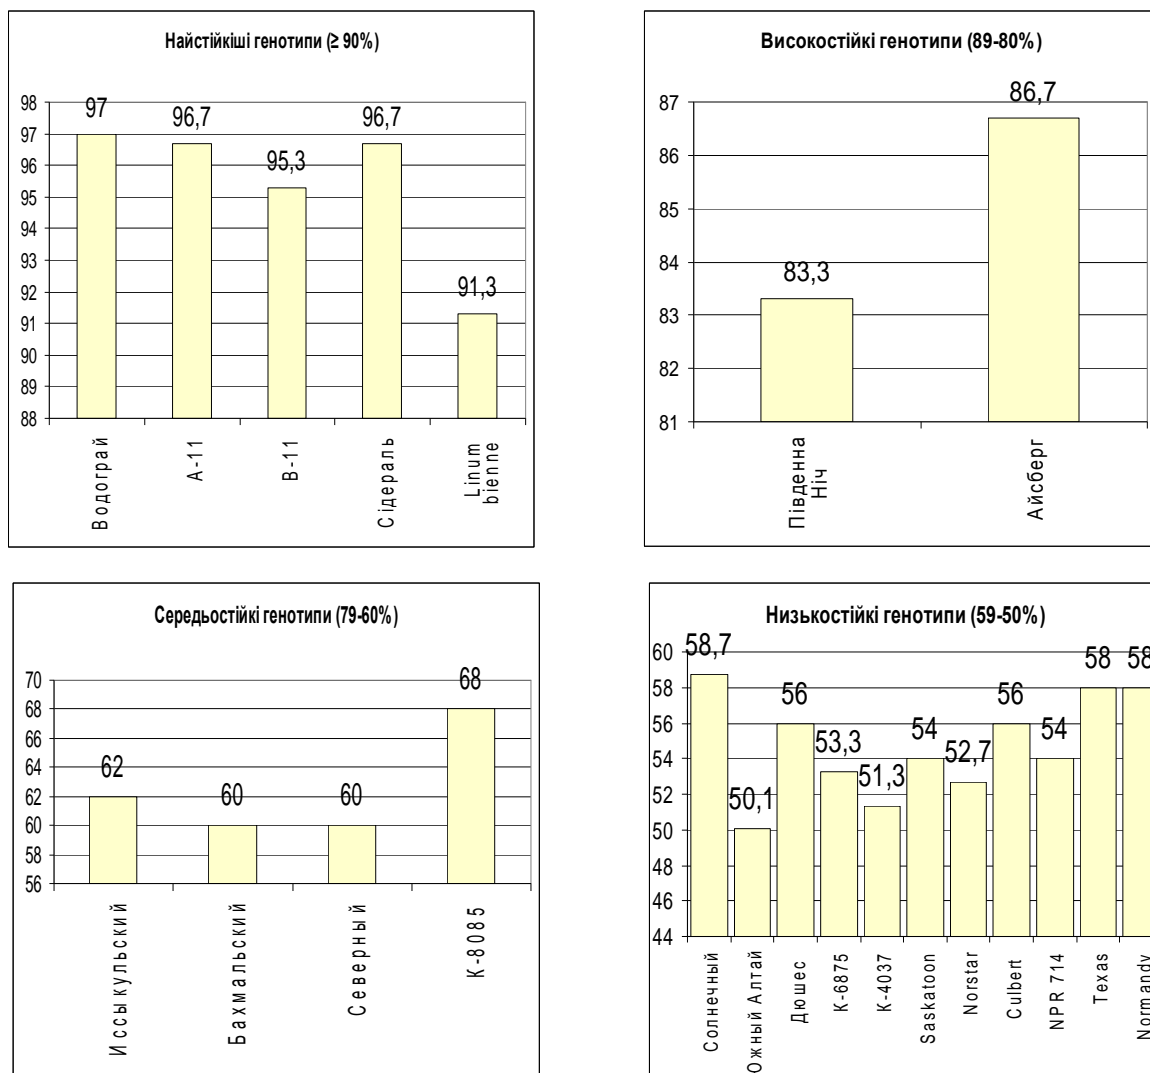 Найстійкіші генотипи (≥ 90%)
98
97
96
95
94
93
92
91
90
89
88
97
96,7
95,3
96,7
91,3
Водограй
А-11
В-11
Сідераль
Linum
bienne
Високостійкі генотипи (89-80%)
87
86
85
84
83
82
81
83,3
86,7
Південна
Ніч
Айсберг
Середьостійкі генотипи (79-60%)
70
68
66
64
62
60
58
56
62
60
60
68
Иссыкульский
Бахмальский
Северный
К-8085
Низькостійкі генотипи (59-50%)
60
58
56
54
52
50
48
46
44
58,7
50,1
56
53,3
51,3
54
52,7
56
54
58
58
Солнечный
Южный Алтай
Дюшес
К-6875
К-4037
Saskatoon
Norstar
Culbert
NPR 714
Texas
Normandy